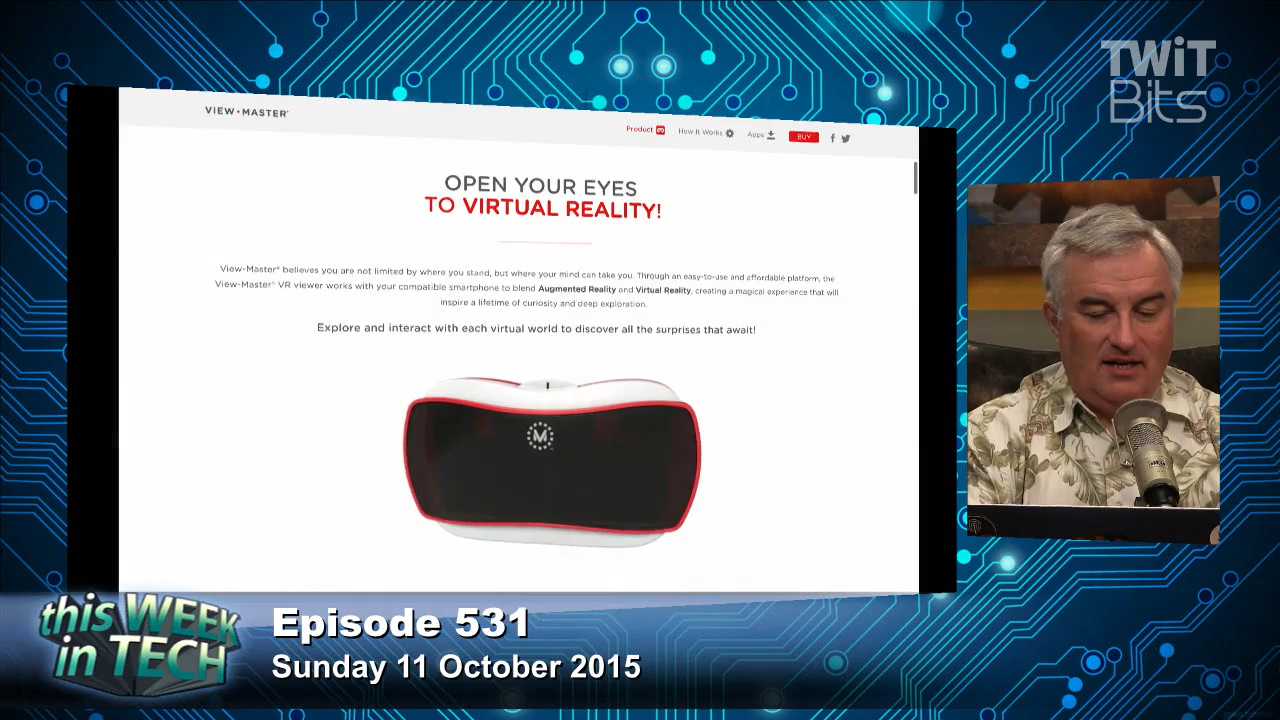 TWiT
Bits
VIEW•MASTER
Product
How It Works
Apps
BUY
OPEN YOUR EYES
TO VIRTUAL REALITY!
View-Master® believes you are not limited by where you stand, but where your mind can take you. Through an easy-to-use and affordable platform, the
View-Master® VR viewer works with your compatible smartphone to blend Augmented Reality and Virtual Reality, creating a magical experience that will
inspire a lifetime of curiosity and deep exploration.
Explore and interact with each virtual world to discover all the surprises that await!
this WEEK
in TECH
Episode 531
Sunday 11 October 2015